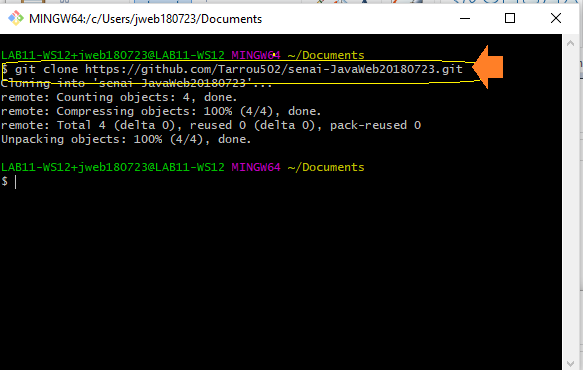 MINGW64:/c/Users/jweb180723/Documents
LAB11-WS12+jweb180723@LAB11-WS12 MINGW64 ~/Documents
$ git clone https://github.com/Tarrou502/senai-JavaWeb20180723.git
Cloning into 'senai-JavaWeb20180723'...
remote: Counting objects: 4, done.
remote: Compressing objects: 100% (4/4), done.
remote: Total 4 (delta 0), reused 0 (delta 0), pack-reused 0
Unpacking objects: 100% (4/4), done.
LAB11-WS12+jweb180723@LAB11-WS12 MINGW64 ~/Documents
$